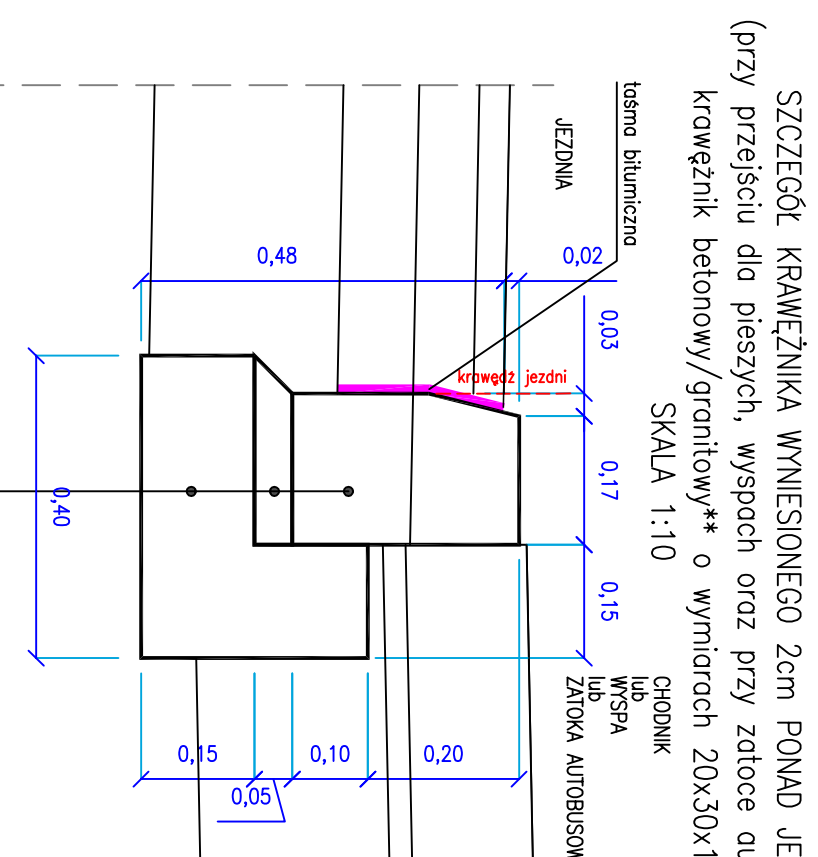 SZCZEGÓŁ KRAWĘŻNIKA WYNIESIONEGO 2cm PONAD JE
(przy przejściu dla pieszych, wyspach oraz przy zatoce au
krawężnik betonowy/granitowy** o wymiarach 20x30x1
SKALA 1:10
taśma bitumiczna
JEZDNIA
0,48
0,02
0,03
krawędź jezdni
0,17
0,40
0,15
CHODNIK
lub
WYSPA
lub
ZATOKA AUTOBUSOW
0,15
0,05
0,10
0,20